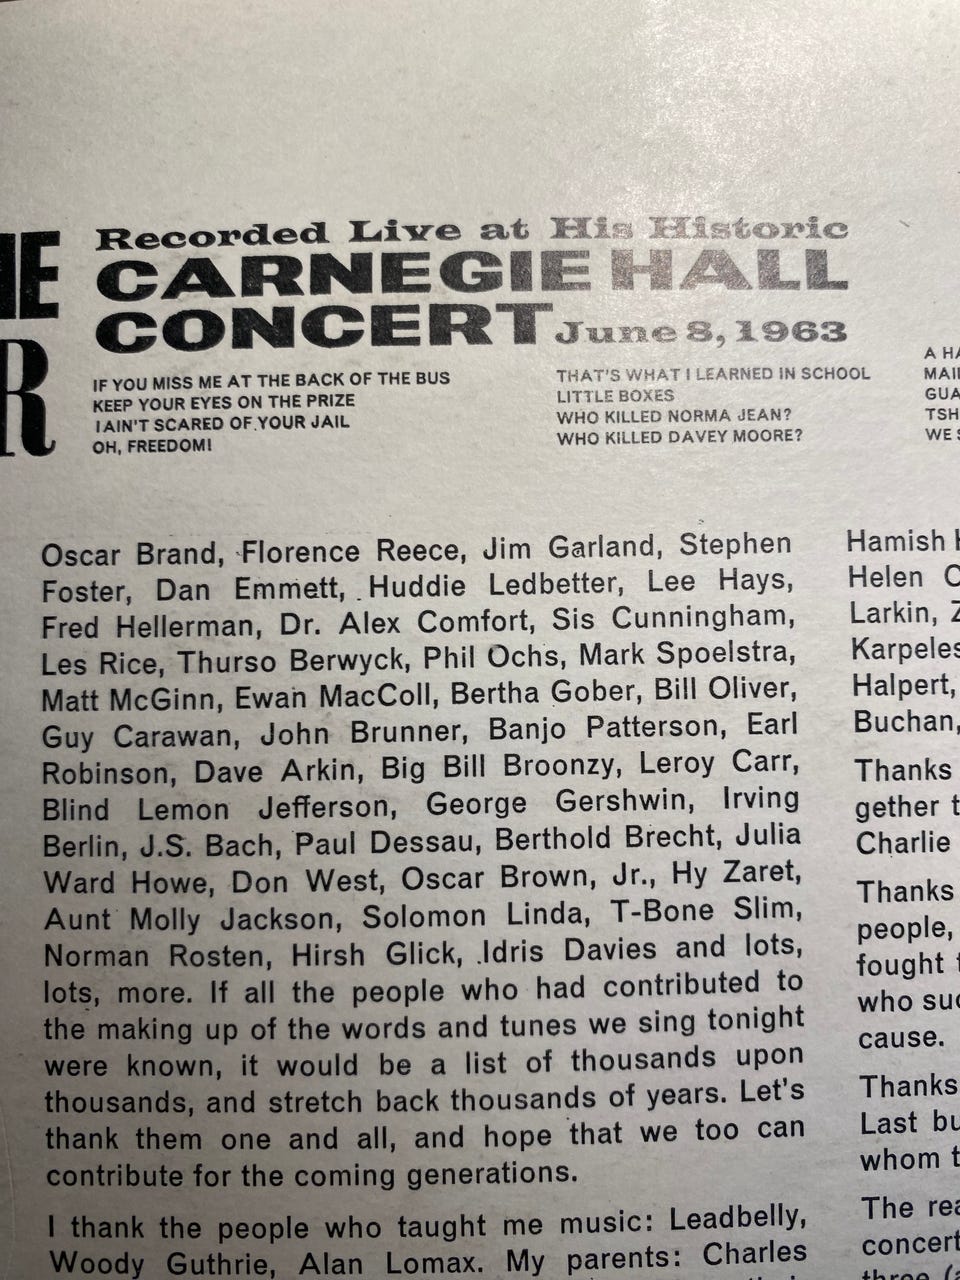 Recorded Live at His Historic
CARNEGIE HALL
CONCERT June 8, 1963
IF YOU MISS ME AT THE BACK OF THE BUS
KEEP YOUR EYES ON THE PRIZE
I AIN'T SCARED OF YOUR JAIL
OH, FREEDOM!
THAT'S WHAT I LEARNED IN SCHOOL
LITTLE BOXES
WHO KILLED NORMA JEAN?
WHO KILLED DAVEY MOORE?
A HA
MAIL
GUA
TSH
WE S
Oscar Brand, Florence Reece, Jim Garland, Stephen
Foster, Dan Emmett, Huddie Ledbetter, Lee Hays,
Fred Hellerman, Dr. Alex Comfort, Sis Cunningham,
Les Rice, Thurso Berwyck, Phil Ochs, Mark Spoelstra,
Matt McGinn, Ewan MacColl, Bertha Gober, Bill Oliver,
Guy Carawan, John Brunner, Banjo Patterson, Earl
Robinson, Dave Arkin, Big Bill Broonzy, Leroy Carr,
Blind Lemon Jefferson, George Gershwin, Irving
Berlin, J.S. Bach, Paul Dessau, Berthold Brecht, Julia
Ward Howe, Don West, Oscar Brown, Jr., Hy Zaret,
Aunt Molly Jackson, Solomon Linda, T-Bone Slim,
Norman Rosten, Hirsh Glick, Idris Davies and lots,
lots, more. If all the people who had contributed to
the making up of the words and tunes we sing tonight
were known, it would be a list of thousands upon
thousands, and stretch back thousands of years. Let's
thank them one and all, and hope that we too can
contribute for the coming generations.
I thank the people who taught me music: Leadbelly,
Woody Guthrie, Alan Lomax. My parents: Charles
Hamish
Helen
Larkin,
Karpeles
Halpert,
Buchan,
Thanks
gether
Charlie
Thanks
people,
fought
who
cause.
Thanks
Last
whom
The
concert
three